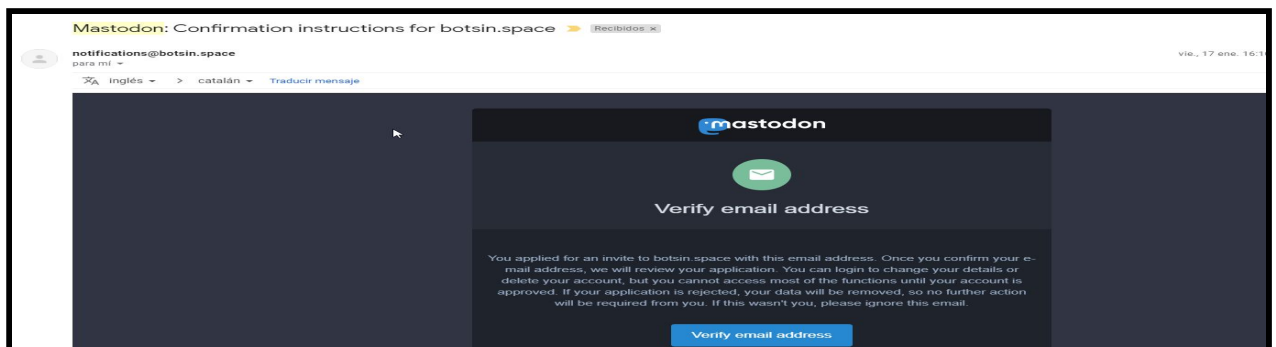 Mastodon: Confirmation instructions for botsin.space Recibidos ×
notifications@botsin.space vie., 17 ene. 16:1
para mí
inglés > catalán Traducir mensaje
mastodon
Verify email address
You applied for an invite to botsin.space with this email address. Once you confirm your e-
mail address, we will review your application. You can login to change your details or
delete your account, but you cannot access most of the functions until your account is
approved. If your application is rejected, your data will be removed, so no further action
will be required from you. If this wasn't you, please ignore this email.
Verify email address